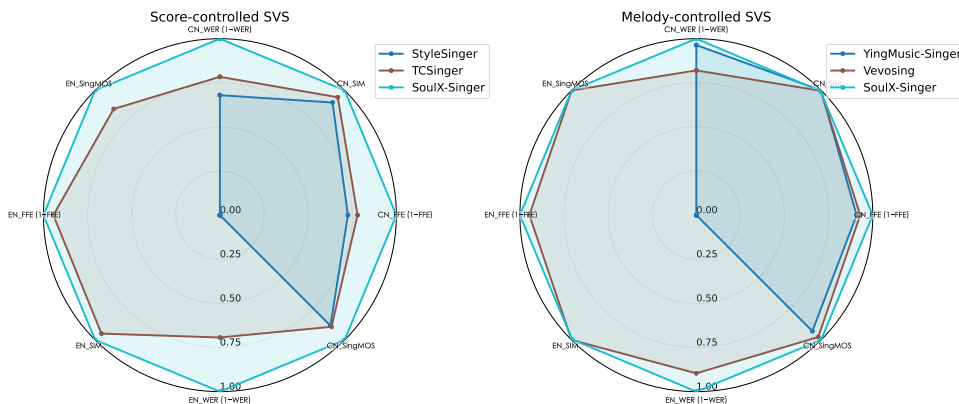 Score-controlled SVS
CN_WER (1−WER)
EN_SingMOS
CN_SIM
StyleSinger
TCSinger
SoulX-Singer
EN_FFE (1−FFE)
0.00
CN_FFE (1−FFE)
0.25
0.50
0.75
EN_SIM
CN_SingMOS
1.00
EN_WER (1−WER)
Melody-controlled SVS
CN_WER (1−WER)
EN_SingMOS
CN_SIM
YingMusic-Singer
Vevosing
SoulX-Singer
EN_FFE (1−FFE)
0.00
CN_FFE (1−FFE)
0.25
0.50
0.75
EN_SIM
CN_SingMOS
1.00
EN_WER (1−WER)